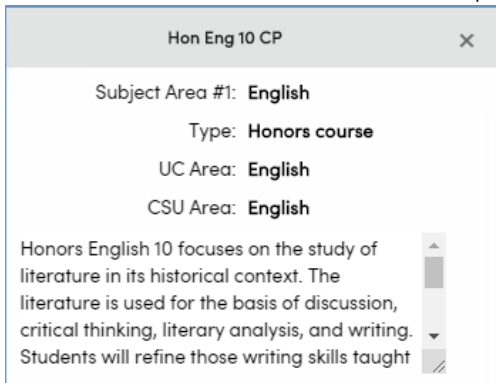 Hon Eng 10 CP
×
Subject Area #1: English
Type: Honors course
UC Area: English
CSU Area: English
Honors English 10 focuses on the study of
literature in its historical context. The
literature is used for the basis of discussion,
critical thinking, literary analysis, and writing.
Students will refine those writing skills taught